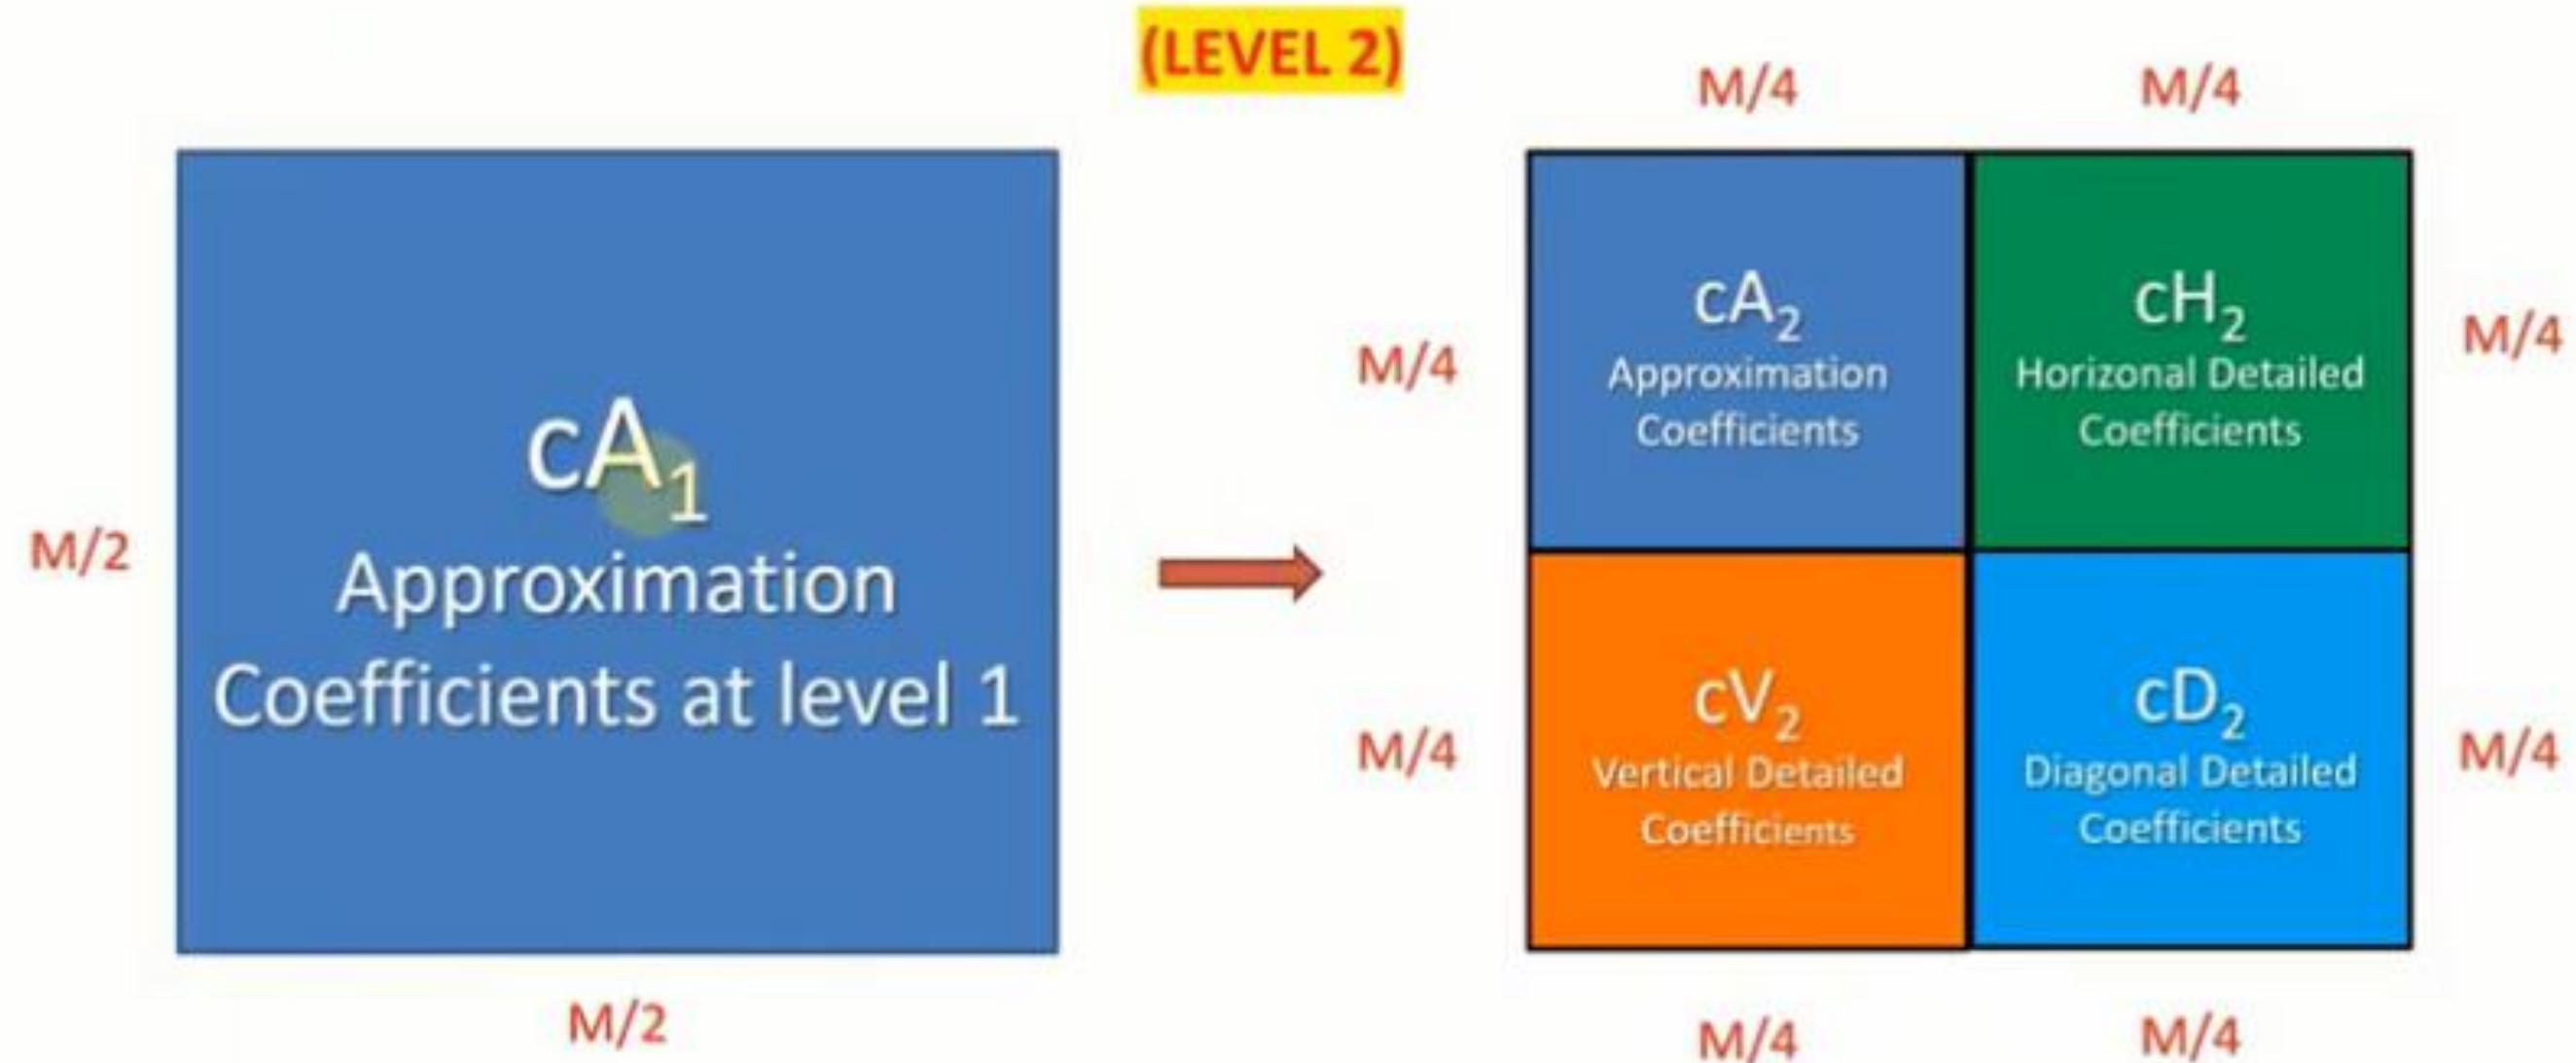 (LEVEL 2)
M/4
M/4
cA₁
Approximation
Coefficients at level 1
M/2
M/2
M/4
cA₂
Approximation
Coefficients
cH₂
Horizonal Detailed
Coefficients
M/4
M/4
cV₂
Vertical Detailed
Coefficients
cD₂
Diagonal Detailed
Coefficients
M/4
M/4
M/4